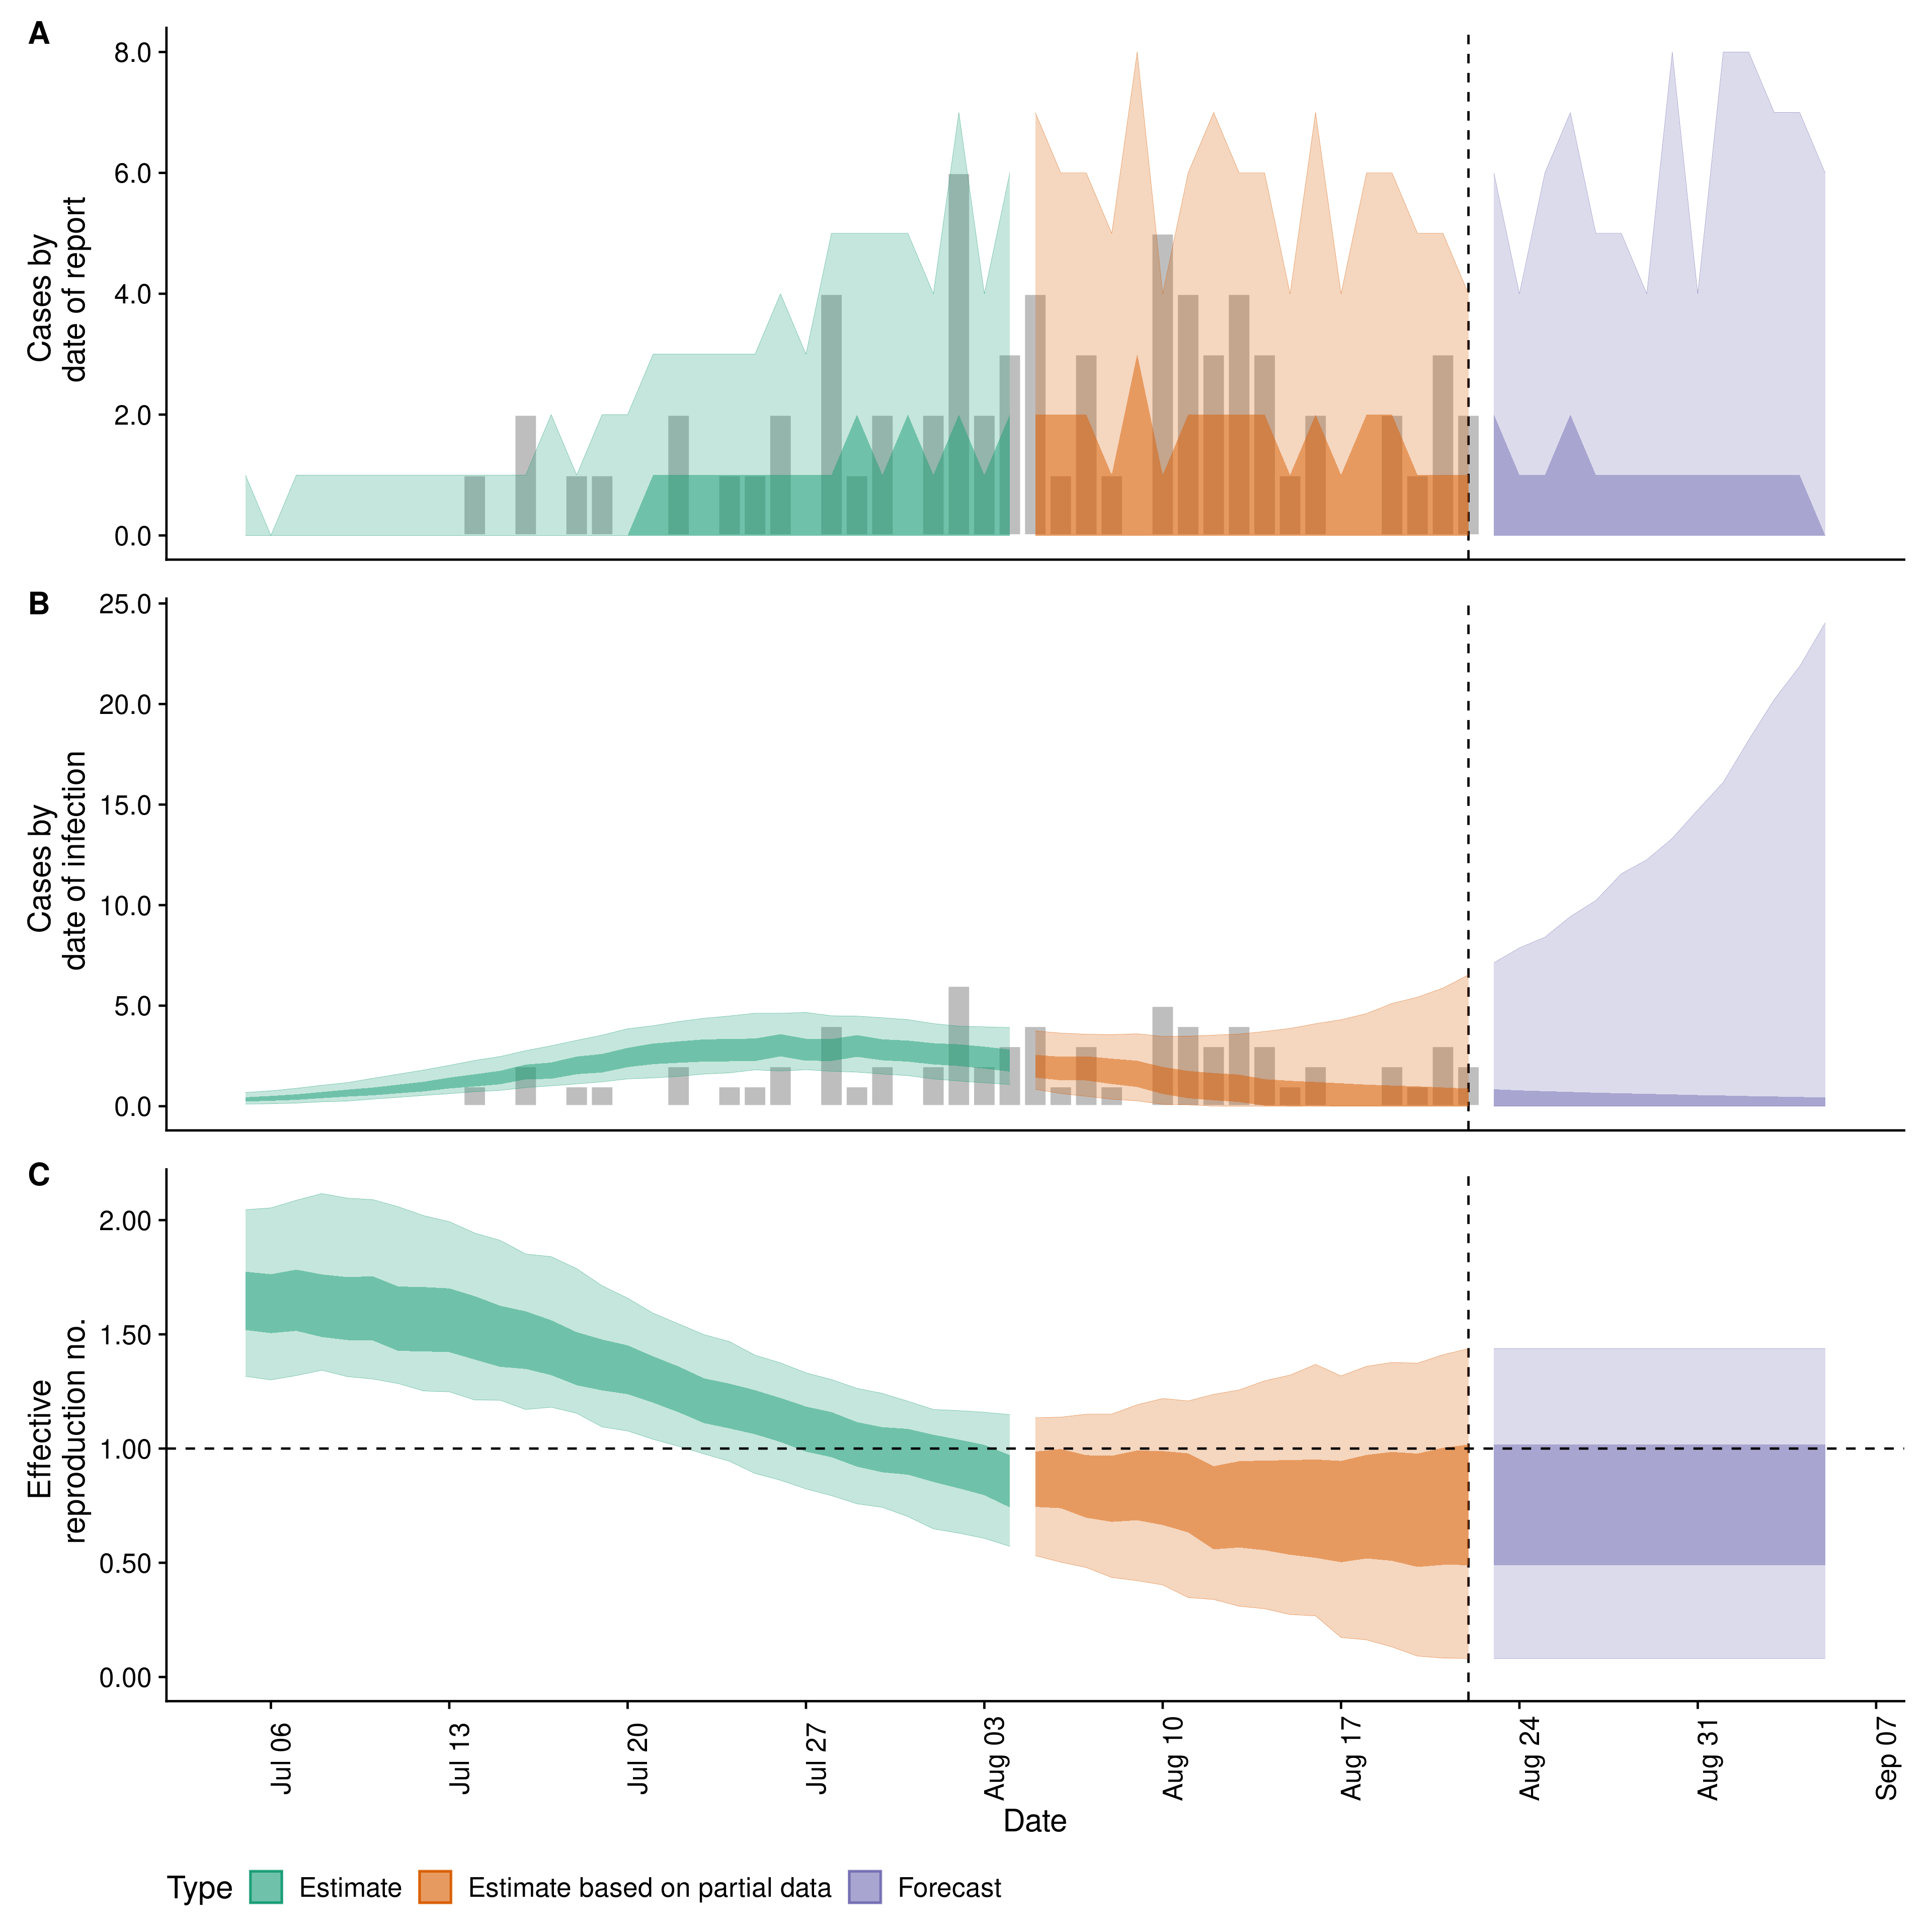 A
Cases by
date of report
8.0
6.0
4.0
2.0
0.0
B
Cases by
date of infection
25.0
20.0
15.0
10.0
5.0
0.0
C
Effective
reproduction no.
2.00
1.50
1.00
0.50
0.00
Jul 06
Jul 13
Jul 20
Jul 27
Aug 03
Aug 10
Aug 17
Aug 24
Aug 31
Sep 07
Date
Type Estimate Estimate based on partial data Forecast